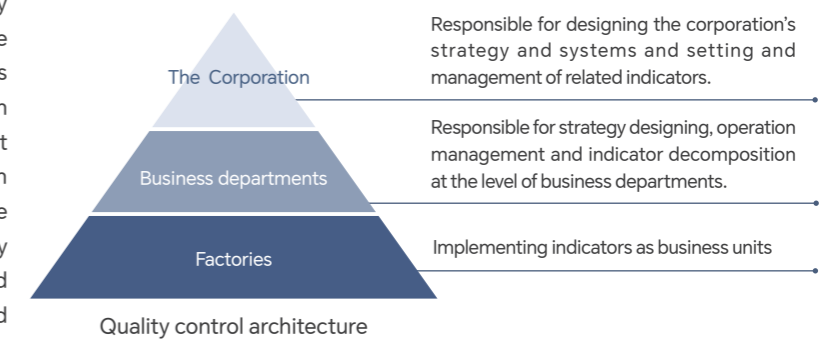 The Corporation
Responsible for designing the corporation's
strategy and systems and setting and
management of related indicators.
Business departments
Responsible for strategy designing, operation
management and indicator decomposition
at the level of business departments.
Factories
Implementing indicators as business units
Quality control architecture